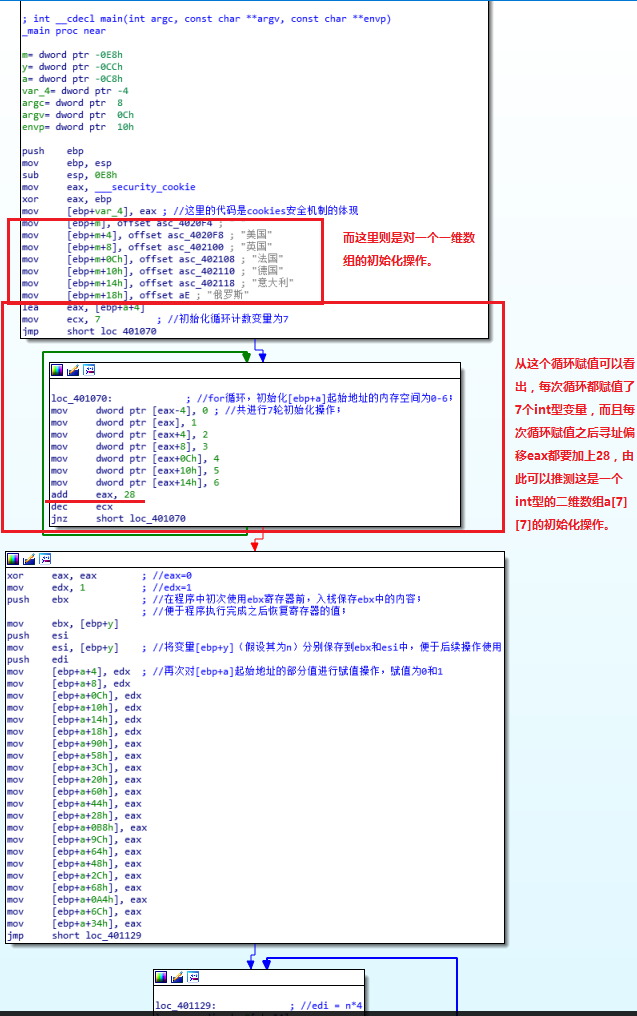 ; int __cdecl main(int argc, const char **argv, const char **envp)
_main proc near
m= dword ptr -0E8h
y= dword ptr -0CCh
a= dword ptr -0C8h
var_4= dword ptr -4
argc= dword ptr  8
argv= dword ptr  0Ch
envp= dword ptr  10h
push    ebp
mov     ebp, esp
sub     esp, 0E8h
mov     eax, ___security_cookie
xor     eax, ebp
mov     [ebp+var_4], eax ; //这里的代码是cookies安全机制的体现
mov     [ebp+m], offset asc_4020F4 ;
mov     [ebp+m+4], offset asc_4020F8 ; "美国"
mov     [ebp+m+8], offset asc_402100 ; "英国"
mov     [ebp+m+0Ch], offset asc_402108 ; "法国"
mov     [ebp+m+10h], offset asc_402110 ; "德国"
mov     [ebp+m+14h], offset asc_402118 ; "意大利"
mov     [ebp+m+18h], offset aE ; "俄罗斯"
而这里则是对一个一维数
组的初始化操作。
lea     eax, [ebp+a+4]
mov     ecx, 7          ; //初始化循环计数变量为7
jmp     short loc_401070
loc_401070:             ; //for循环，初始化[ebp+a]起始地址的内存空间为0-6；
mov     dword ptr [eax-4], 0 ; //共进行7轮初始化操作；
mov     dword ptr [eax], 1
mov     dword ptr [eax+4], 2
mov     dword ptr [eax+8], 3
mov     dword ptr [eax+0Ch], 4
mov     dword ptr [eax+10h], 5
mov     dword ptr [eax+14h], 6
add     eax, 28
dec     ecx
jnz     short loc_401070
从这个循环赋值可以看
出，每次循环都赋值了
7个int型变量，而且每
次循环赋值之后寻址偏
移eax都要加上28，由
此可以推测这是一个
int型的二维数组a[7]
[7]的初始化操作。
xor     eax, eax        ; //eax=0
mov     edx, 1          ; //edx=1
push    ebx             ; //在程序中初次使用ebx寄存器前，入栈保存ebx中的内容；
; //便于程序执行完成之后恢复寄存器的值；
mov     ebx, [ebp+y]
push    esi
mov     esi, [ebp+y]    ; //将变量[ebp+y]（假设其为n）分别保存到ebx和esi中，便于后续操作使用
push    edi
mov     [ebp+a+4], edx  ; //再次对[ebp+a]起始地址的部分值进行赋值操作，赋值为0和1
mov     [ebp+a+8], edx
mov     [ebp+a+0Ch], edx
mov     [ebp+a+10h], edx
mov     [ebp+a+14h], edx
mov     [ebp+a+18h], edx
mov     [ebp+a+90h], eax
mov     [ebp+a+58h], eax
mov     [ebp+a+3Ch], eax
mov     [ebp+a+20h], eax
mov     [ebp+a+60h], eax
mov     [ebp+a+44h], eax
mov     [ebp+a+28h], eax
mov     [ebp+a+0B8h], eax
mov     [ebp+a+9Ch], eax
mov     [ebp+a+64h], eax
mov     [ebp+a+48h], eax
mov     [ebp+a+2Ch], eax
mov     [ebp+a+68h], eax
mov     [ebp+a+0A4h], eax
mov     [ebp+a+6Ch], eax
mov     [ebp+a+34h], eax
jmp     short loc_401129
loc_401129:             ; //edi = n*4